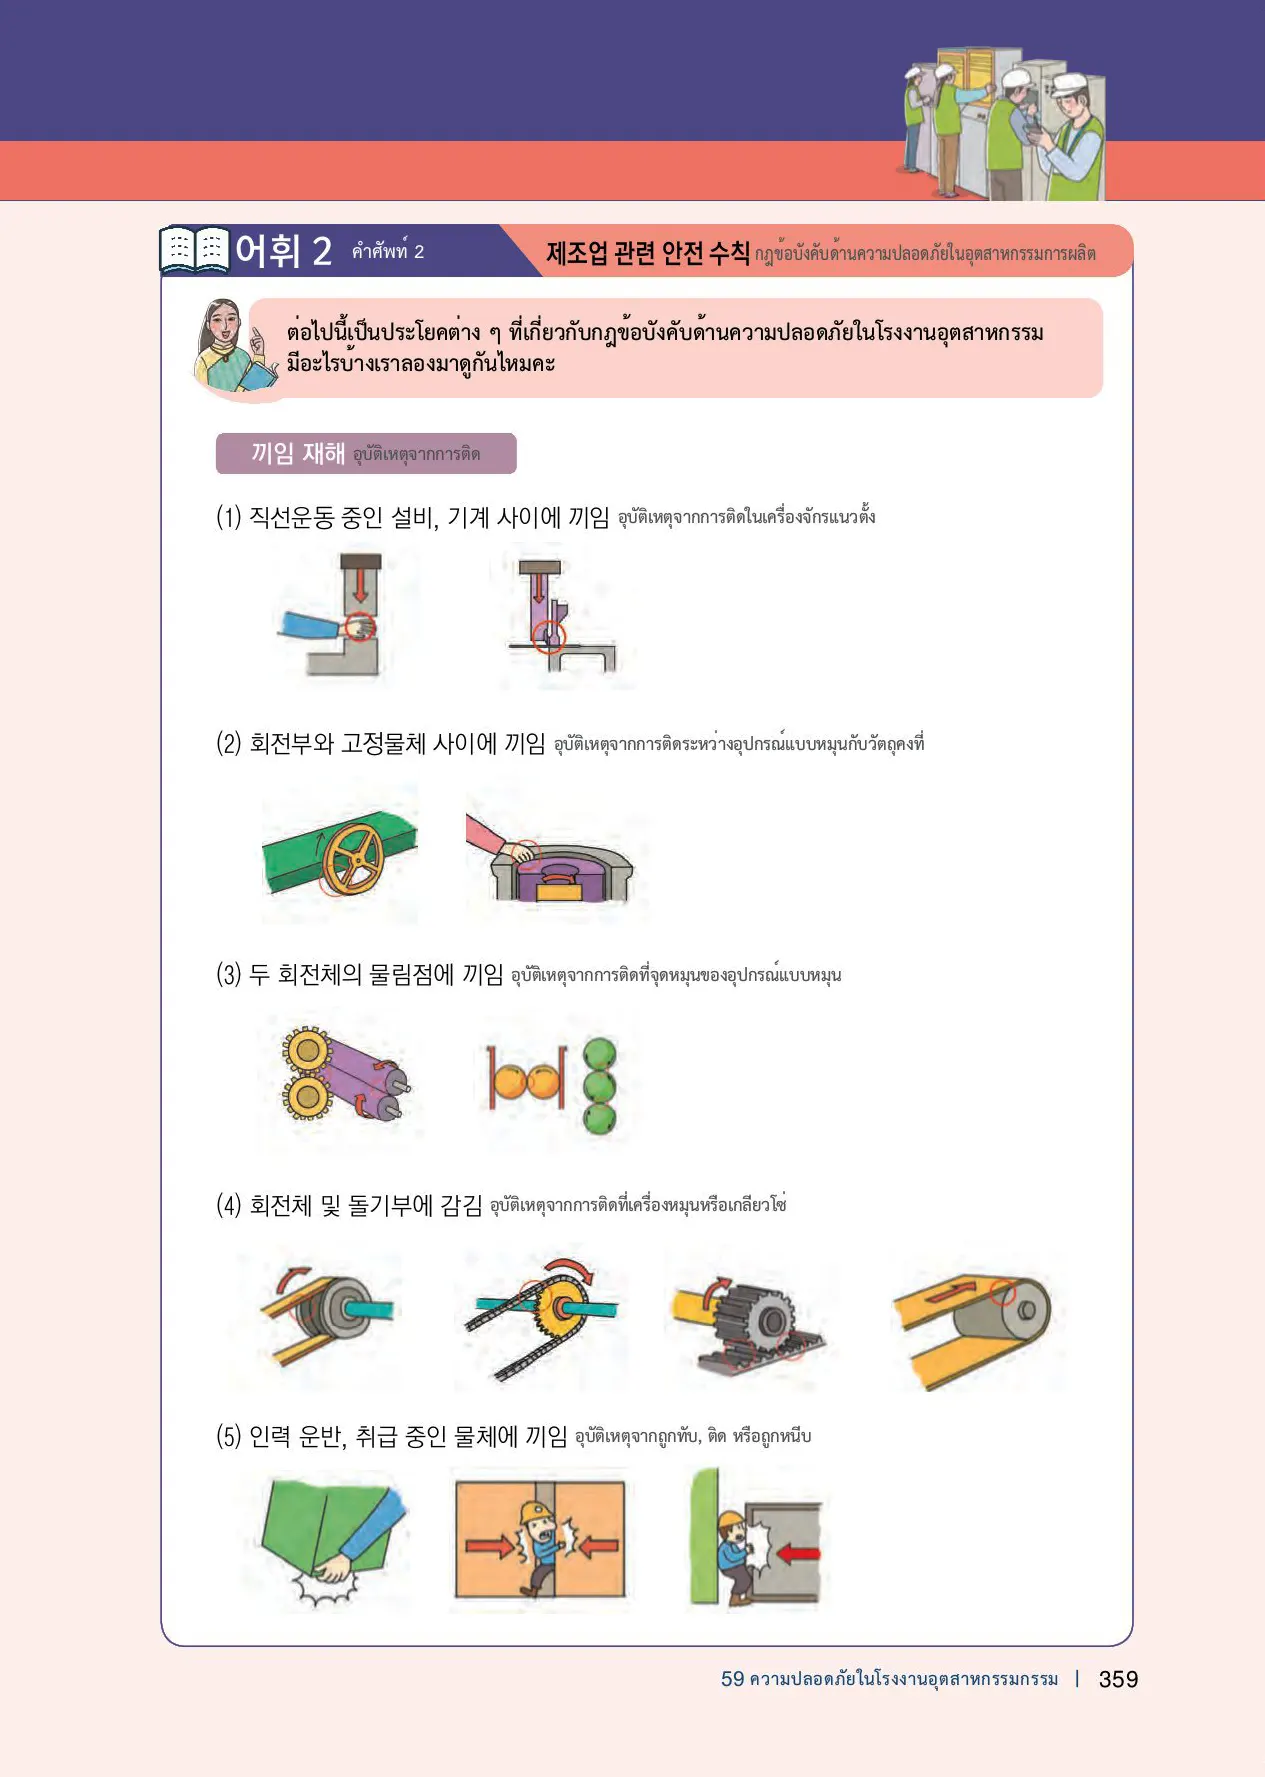 어휘 2 คำศัพท์ 2 제조업 관련 안전 수칙 กฎข้อบังคับด้านความปลอดภัยในอุตสาหกรรมการผลิต
ต่อไปนี้เป็นประโยคต่าง ๆ ที่เกี่ยวกับกฎข้อบังคับด้านความปลอดภัยในโรงงานอุตสาหกรรม
มีอะไรบ้างเราลองมาดูกันไหมคะ
끼임 재해 อุบัติเหตุจากการติด
(1) 직선운동 중인 설비, 기계 사이에 끼임 อุบัติเหตุจากการติดในเครื่องจักรแนวตั้ง
(2) 회전부와 고정물체 사이에 끼임 อุบัติเหตุจากการติดระหว่างอุปกรณ์แบบหมุนกับวัตถุคงที่
(3) 두 회전체의 물림점에 끼임 อุบัติเหตุจากการติดที่จุดหมุนของอุปกรณ์แบบหมุน
(4) 회전체 및 돌기부에 감김 อุบัติเหตุจากการติดที่เครื่องหมุนหรือเกลียวโซ่
(5) 인력 운반, 취급 중인 물체에 끼임 อุบัติเหตุจากถูกทับ, ติด หรือถูกหนีบ
59 ความปลอดภัยในโรงงานอุตสาหกรรมกรรม | 359